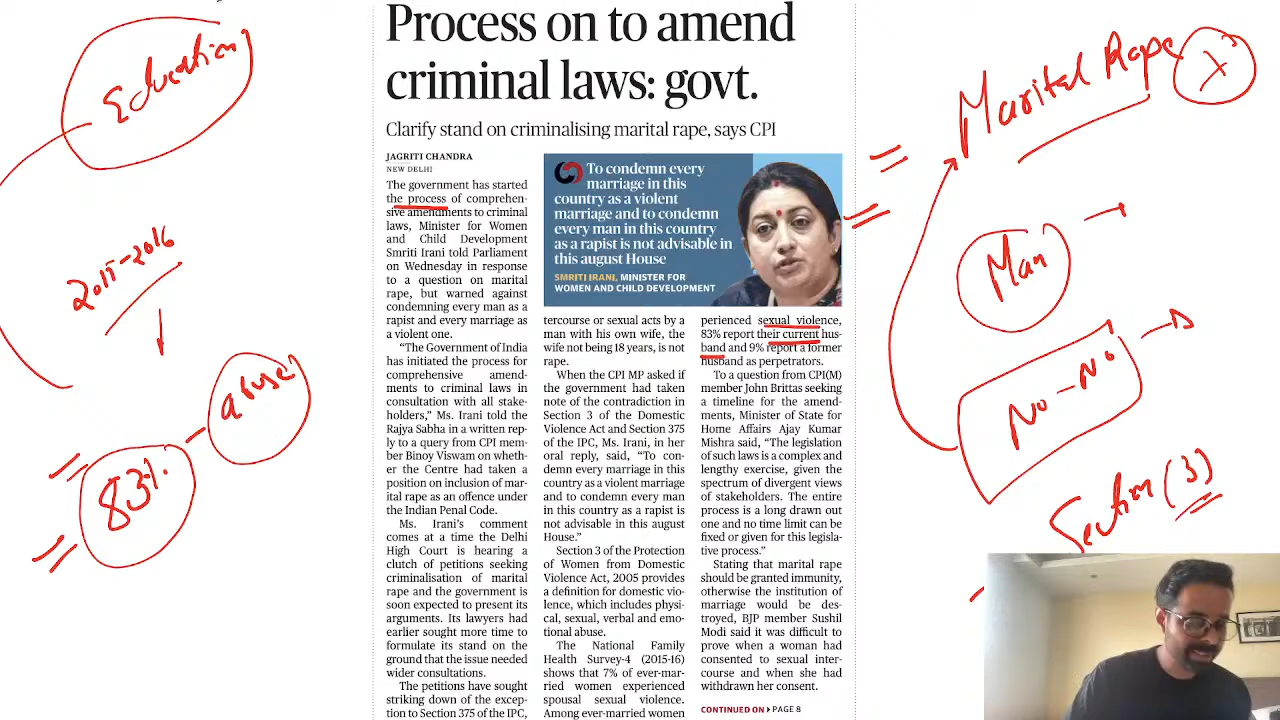 Process on to amend
criminal laws: govt.
Clarify stand on criminalising marital rape, says CPI
JAGRITI CHANDRA
NEW DELHI
The government has started
the process of comprehen-
sive amendments to criminal
laws, Minister for Women
and Child Development
Smriti Irani told Parliament
on Wednesday in response
to a question on marital
rape, but warned against
condemning every man as a
rapist and every marriage as
a violent one.
“The Government of India
has initiated the process for
comprehensive amend-
ments to criminal laws in
consultation with all stake-
holders,” Ms. Irani told the
Rajya Sabha in a written rep-
ly to a query from CPI mem-
ber Binoy Viswam on wheth-
er the Centre had taken a
position on inclusion of mar-
ital rape as an offence under
the Indian Penal Code.
Ms. Irani’s comment
comes at a time the Delhi
High Court is hearing a
clutch of petitions seeking
criminalisation of marital
rape and the government is
soon expected to present its
arguments. Its lawyers had
earlier sought more time to
formulate its stand on the
ground that the issue needed
wider consultations.
The petitions have sought
striking down of the excep-
tion to Section 375 of the IPC,
To condemn every
marriage in this
country as a violent
marriage and to condemn
every man in this country
as a rapist is not advisable in
this august House
SMRITI IRANI, MINISTER FOR
WOMEN AND CHILD DEVELOPMENT
tercourse or sexual acts by a
man with his own wife, the
wife not being 18 years, is not
rape.
When the CPI MP asked if
the government had taken
note of the contradiction in
Section 3 of the Domestic
Violence Act and Section 375
of the IPC, Ms. Irani, in her
oral reply, said, “To con-
demn every marriage in this
country as a violent marriage
and to condemn every man
in this country as a rapist is
not advisable in this august
House.”
Section 3 of the Protection
of Women from Domestic
Violence Act, 2005 provides
a definition for domestic vio-
lence, which includes physi-
cal, sexual, verbal and emo-
tional abuse.
The National Family
Health Survey-4 (2015-16)
shows that 7% of ever-mar-
ried women experienced
spousal sexual violence.
Among ever-married women
perienced sexual violence,
83% report their current hus-
band and 9% report a former
husband as perpetrators.
To a question from CPI(M)
member John Brittas seeking
a timeline for the amend-
ments, Minister of State for
Home Affairs Ajay Kumar
Mishra said, “The legislation
of such laws is a complex and
lengthy exercise, given the
spectrum of divergent views
of stakeholders. The entire
process is a long drawn out
one and no time limit can be
fixed or given for this legisla-
tive process.”
Stating that marital rape
should be granted immunity,
otherwise the institution of
marriage would be des-
troyed, BJP member Sushil
Modi said it was difficult to
prove when a woman had
consented to sexual inter-
course and when she had
withdrawn her consent.
CONTINUED ON PAGE 8
Education
2015-2016
abuse
83%
Marital Rape
X
Man
No-No
Section (3)